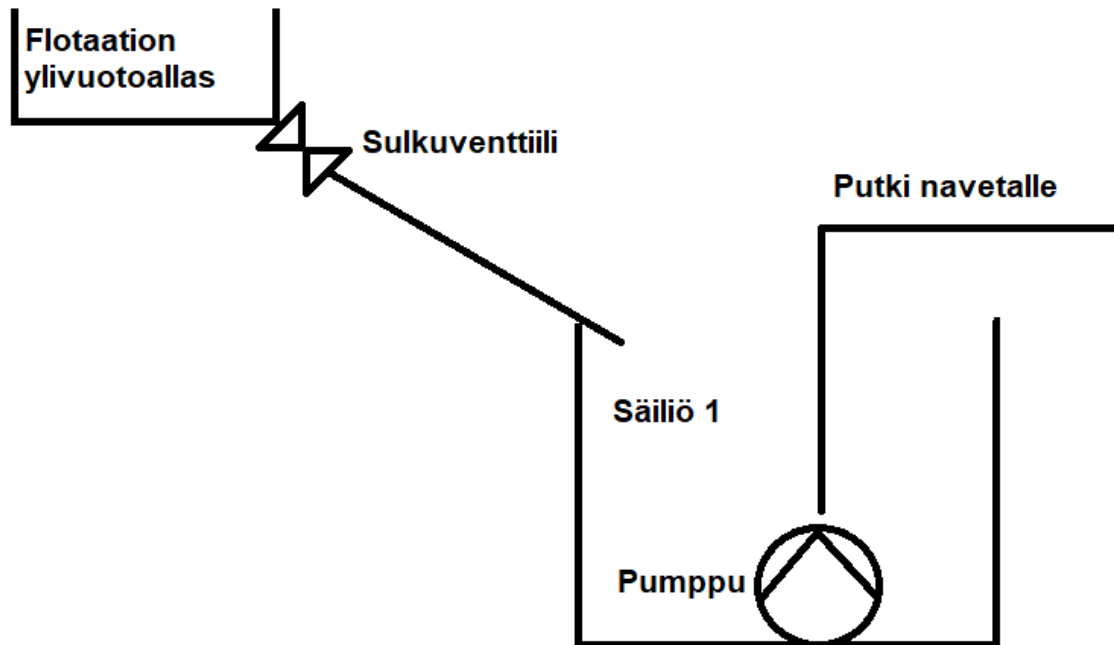 Flotaation
ylivuotoallas
Sulkuventtiili
Putki navetalle
Säiliö 1
Pumppu